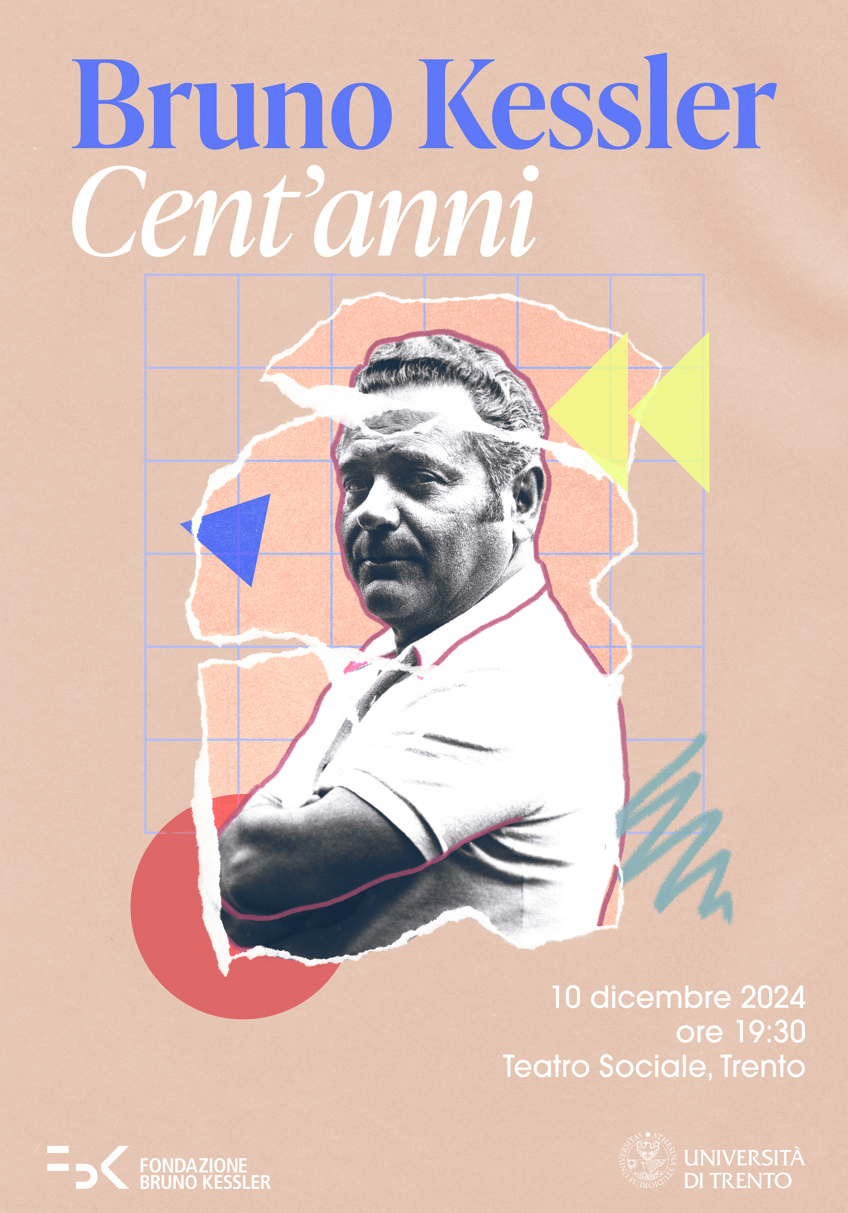 Bruno Kessler
Cent’anni
10 dicembre 2024
ore 19:30
Teatro Sociale, Trento
FBK
FONDAZIONE
BRUNO KESSLER
UNIVERSITÀ
DI TRENTO